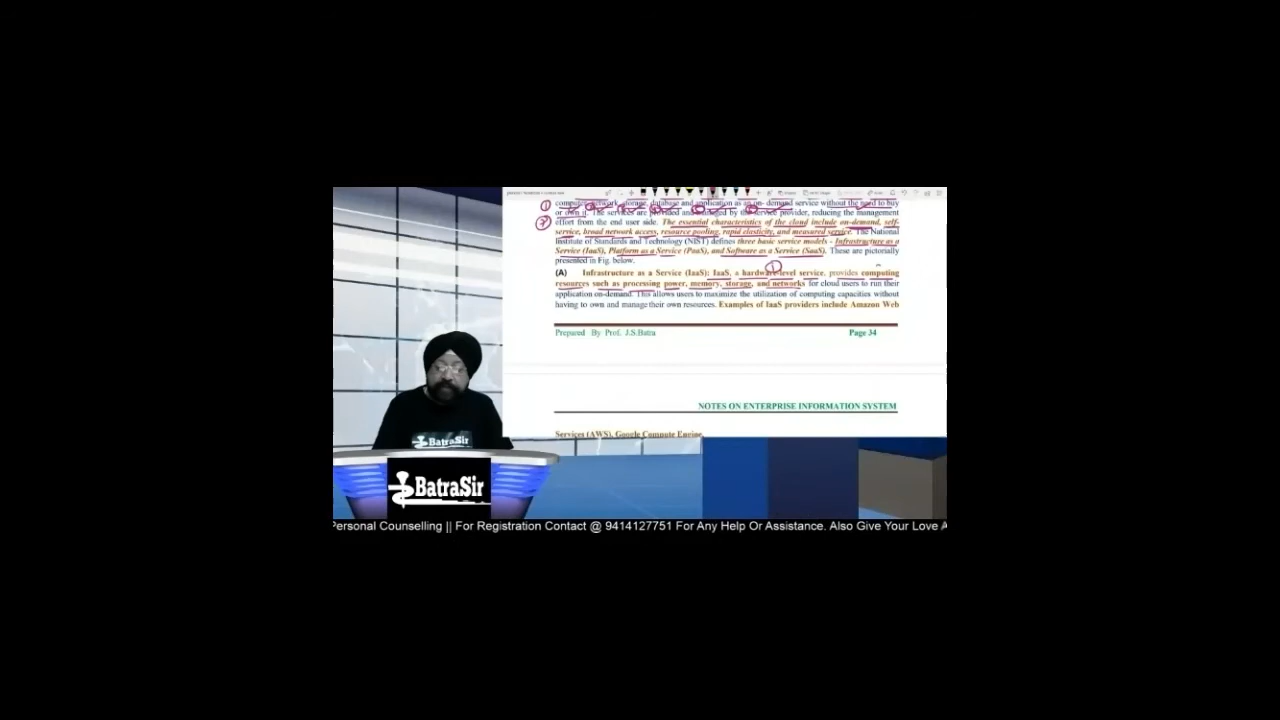 computer network, storage, database and application as an on- demand service without the need to buy
or own it. The services are provided and managed by the service provider, reducing the management
effort from the end user side. The essential characteristics of the cloud include on-demand, self-
service, broad network access, resource pooling, rapid elasticity, and measured service. The National
Institute of Standards and Technology (NIST) defines three basic service models - Infrastructure as a
Service (IaaS), Platform as a Service (PaaS), and Software as a Service (SaaS). These are pictorially
presented in Fig. below.
(A) Infrastructure as a Service (IaaS): IaaS, a hardware-level service, provides computing
resources such as processing power, memory, storage, and networks for cloud users to run their
application on-demand. This allows users to maximize the utilization of computing capacities without
having to own and manage their own resources. Examples of IaaS providers include Amazon Web
Prepared By Prof. J.S.Batra Page 34
NOTES ON ENTERPRISE INFORMATION SYSTEM
Services (AWS), Google Compute Engine,
BatraSir
BatraSir
Personal Counselling || For Registration Contact @ 9414127751 For Any Help Or Assistance. Also Give Your Love A